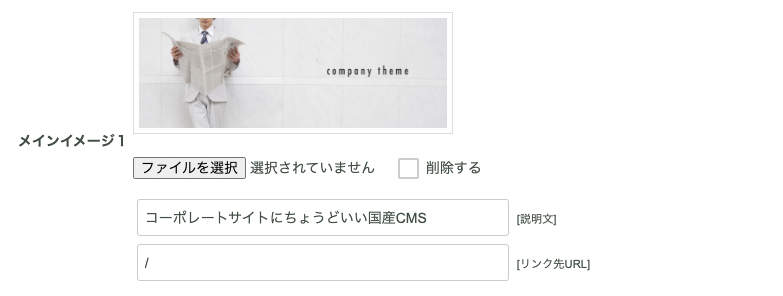 company theme
メインイメージ1
ファイルを選択 選択されていません 削除する
コーポレートサイトにちょうどいい国産CMS [説明文]
/ [リンク先URL]